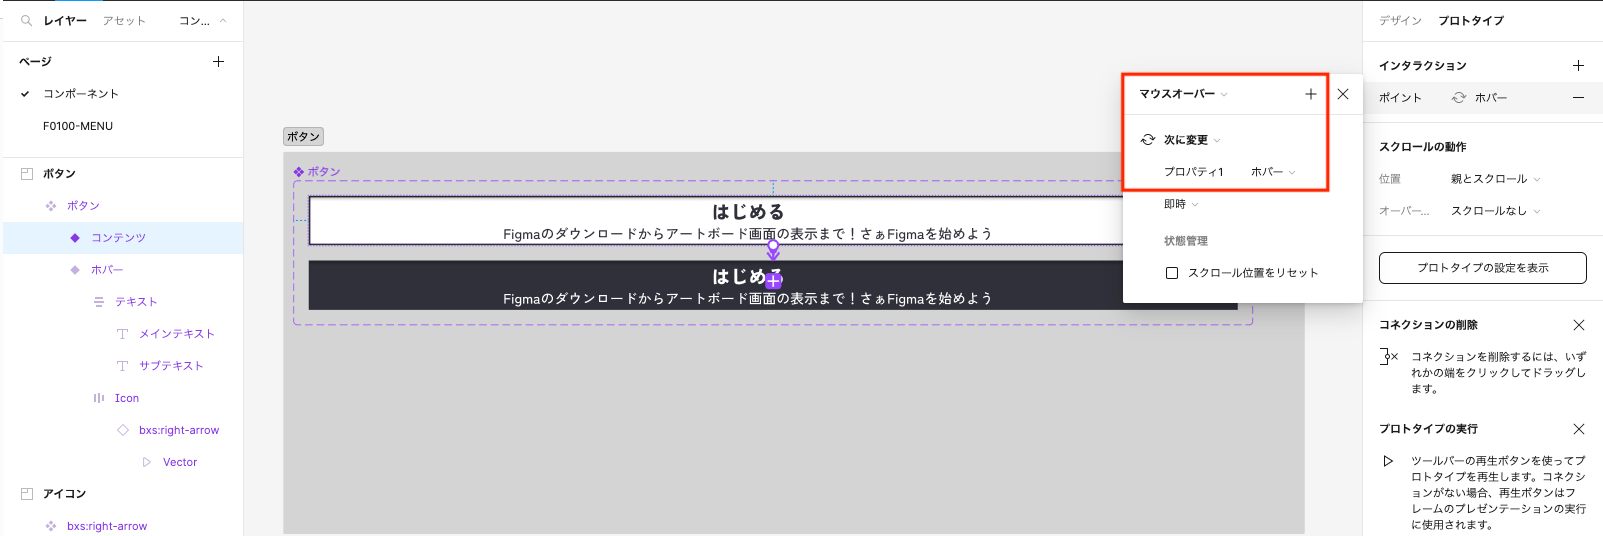 レイヤー アセット コン...
ページ
コンポーネント
F0100-MENU
ボタン
ボタン
コンテンツ
ホバー
テキスト
メインテキスト
サブテキスト
Icon
bxs:right-arrow
Vector
アイコン
bxs:right-arrow
ボタン
ボタン
はじめる
Figmaのダウンロードからアートボード画面の表示まで！さぁFigmaを始めよう
はじめる
Figmaのダウンロードからアートボード画面の表示まで！さぁFigmaを始めよう
マウスオーバー
次に変更
プロパティ1 ホバー
即時
状態管理
スクロール位置をリセット
デザイン プロトタイプ
インタラクション
ポイント ホバー
スクロールの動作
位置 親とスクロール
オーバー... スクロールなし
プロトタイプの設定を表示
コネクションの削除
コネクションを削除するには、いず
れかの端をクリックしてドラッグし
ます。
プロトタイプの実行
ツールバーの再生ボタンを使ってプ
ロトタイプを再生します。コネクシ
ョンがない場合、再生ボタンはフ
レームのプレゼンテーションの実行
に使用されます。